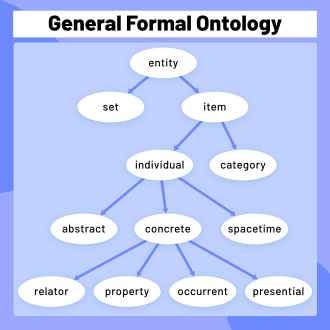 General Formal Ontology
entity
set item
individual category
abstract concrete spacetime
relator property occurrent presential